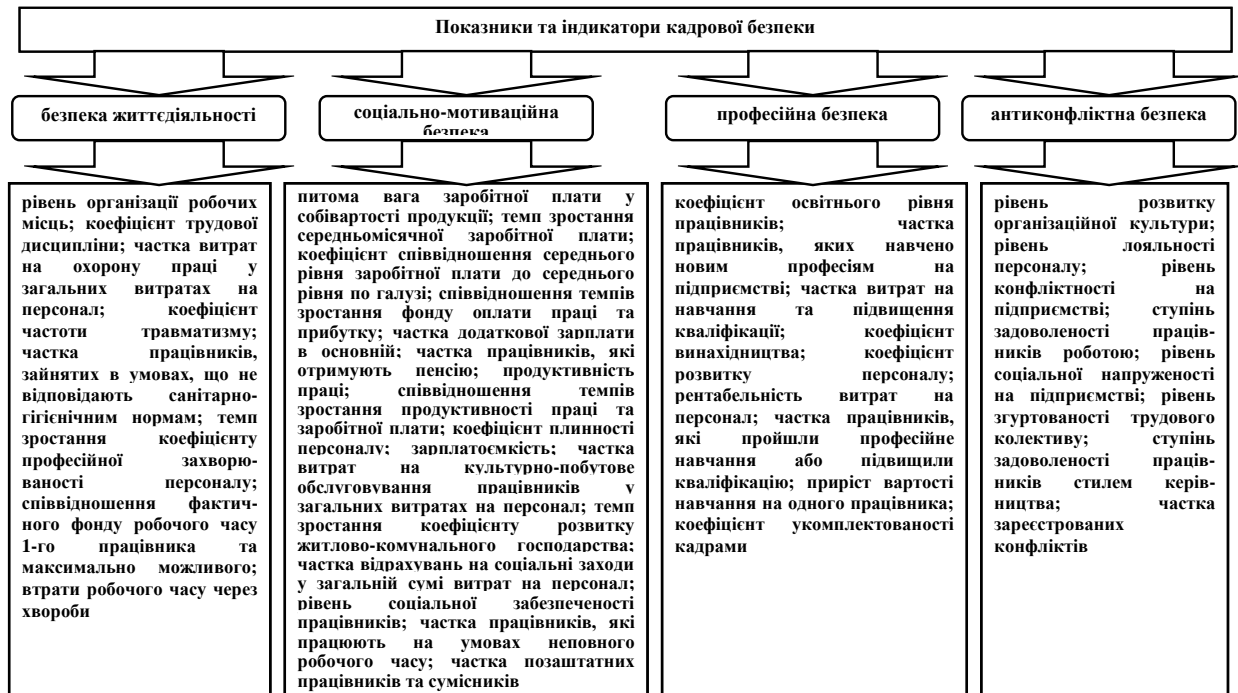 Показники та індикатори кадрової безпеки
безпека життєдіяльності
соціально-мотиваційна
безпека
професійна безпека
антиконфліктна безпека
рівень організації робочих
місць; коефіцієнт трудової
дисципліни; частка витрат
на охорону праці у
загальних витратах на
персонал; коефіцієнт
частоти травматизму;
частка працівників,
зайнятих в умовах, що не
відповідають санітарно-
гігієнічним нормам; темп
зростання коефіцієнту
професійної захворю-
ваності персоналу;
співвідношення фактич-
ного фонду робочого часу
1-го працівника та
максимально можливого;
втрати робочого часу через
хвороби
питома вага заробітної плати у
собівартості продукції; темп зростання
середньомісячної заробітної плати;
коефіцієнт співвідношення середнього
рівня заробітної плати до середнього
рівня по галузі; співвідношення темпів
зростання фонду оплати праці та
прибутку; частка додаткової зарплати
в основній; частка працівників, які
отримують пенсію; продуктивність
праці; співвідношення темпів
зростання продуктивності праці та
заробітної плати; коефіцієнт плинності
персоналу; зарплатоємкість; частка
витрат на культурно-побутове
обслуговування працівників у
загальних витратах на персонал; темп
зростання коефіцієнту розвитку
житлово-комунального господарства;
частка відрахувань на соціальні заходи
у загальній сумі витрат на персонал;
рівень соціальної забезпеченості
працівників; частка працівників, які
працюють на умовах неповного
робочого часу; частка позаштатних
працівників та сумісників
коефіцієнт освітнього рівня
працівників; частка
працівників, яких навчено
новим професіям на
підприємстві; частка витрат на
навчання та підвищення
кваліфікації; коефіцієнт
винахідництва; коефіцієнт
розвитку персоналу;
рентабельність витрат на
персонал; частка працівників,
які пройшли професійне
навчання або підвищили
кваліфікацію; приріст вартості
навчання на одного працівника;
коефіцієнт укомплектованості
кадрами
рівень розвитку
організаційної культури;
рівень лояльності
персоналу; рівень
конфліктності на
підприємстві; ступінь
задоволеності праців-
ників роботою; рівень
соціальної напруженості
на підприємстві; рівень
згуртованості трудового
колективу; ступінь
задоволеності праців-
ників стилем керів-
ництва; частка
зареєстрованих
конфліктів